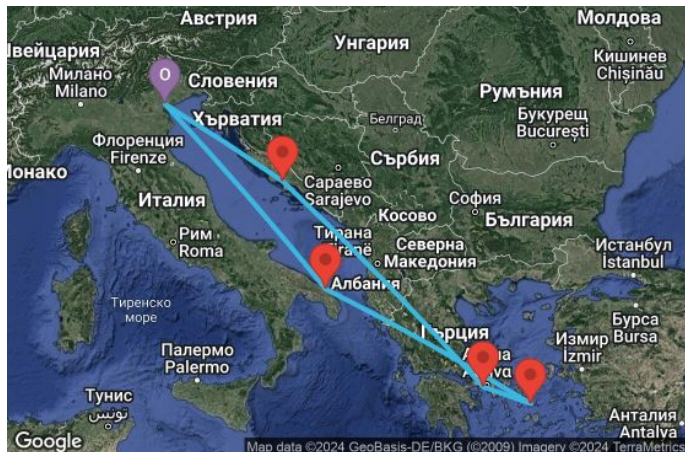 Австрия
Молдова
Унгария
Швейцария
Кишинев
Chișinău
Милано
Milano
O
Словения
Румъния
Хърватия
Белград
Букурещ
București
Флоренция
Firenze
Монако
Сърбия
Сараево
Sarajevo
Италия
София
Косово
България
Рим
Roma
Тирана
Северна
Македония
Истанбул
İstanbul
Албания
Тиренско
море
Гърция
Бурса
Bursa
Измир
İzmir
Палермо
Palermo
Тунис
تونس
Анталия
Antalya
Google
Map data ©2024 GeoBasis-DE/BKG (©2009) Imagery ©2024 TerraMetrics